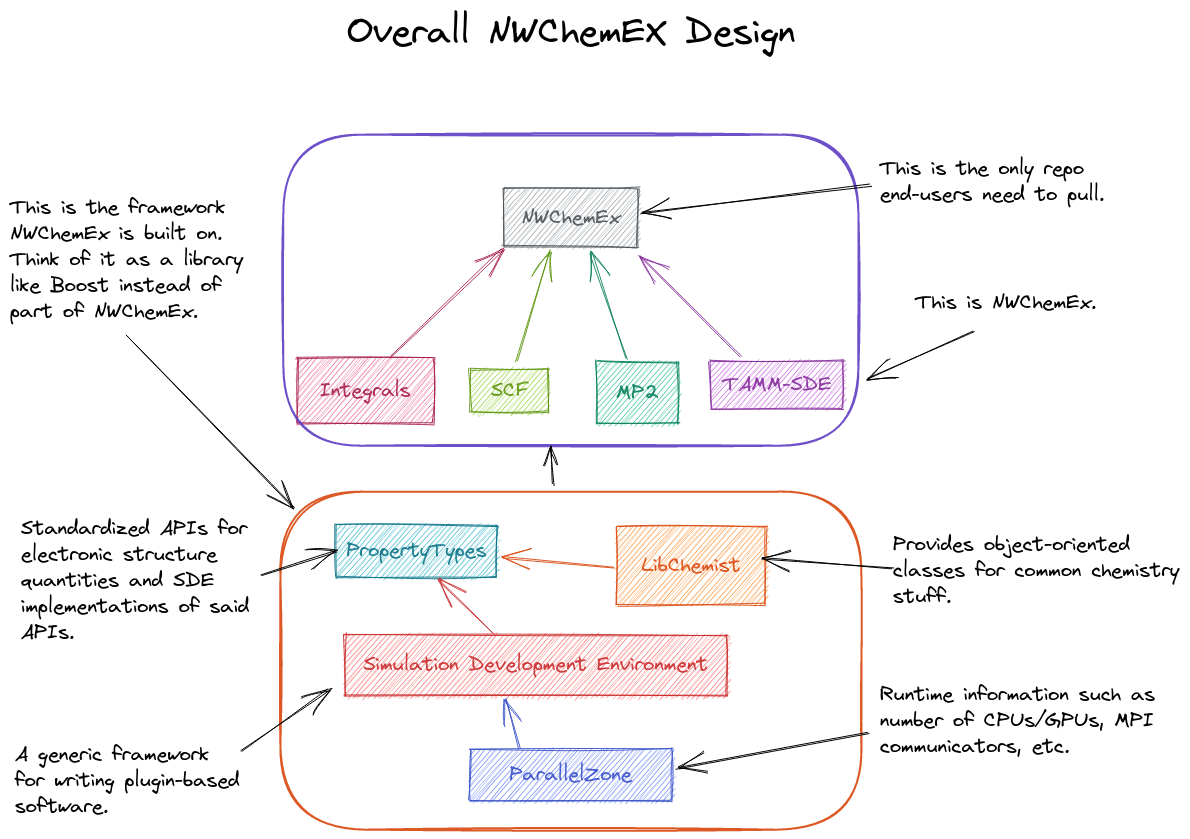 Overall NWChemEX Design
This is the only repo
end-users need to pull.
This is the framework
NWChemEx is built on.
Think of it as a library
like Boost instead of
part of NWChemEx.
NWChemEx
This is NWChemEx.
Integrals
SCF
MP2
TAMM-SDE
Standardized APIs for
electronic structure
quantities and SDE
implementations of said
APIs.
PropertyTypes
LibChemist
Provides object-oriented
classes for common chemistry
stuff.
Simulation Development Environment
Runtime information such as
number of CPUs/GPUs, MPI
communicators, etc.
A generic framework
for writing plugin-based
software.
ParallelZone